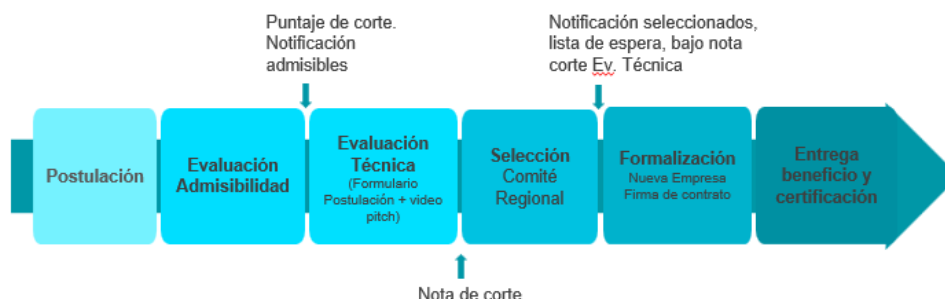 Puntaje de corte.
Notificación
admisibles
Notificación seleccionados,
lista de espera, bajo nota
corte Ev. Técnica
Postulación
Evaluación
Admisibilidad
Evaluación
Técnica
(Formulario
Postulación + video
pitch)
Selección
Comité
Regional
Formalización
Nueva Empresa
Firma de contrato
Entrega
beneficio y
certificación
Nota de corte